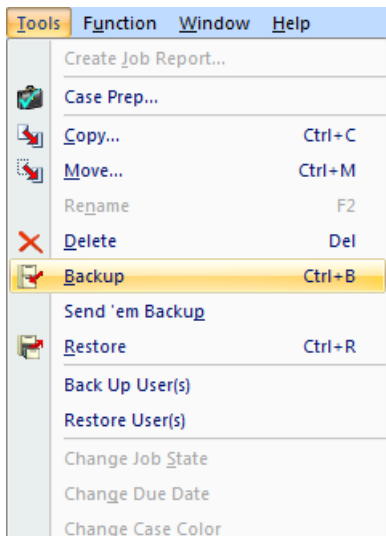 Tools Function Window Help
Create Job Report...
Case Prep...
Copy... Ctrl+C
Move... Ctrl+M
Rename F2
Delete Del
Backup Ctrl+B
Send 'em Backup
Restore Ctrl+R
Back Up User(s)
Restore User(s)
Change Job State
Change Due Date
Change Case Color